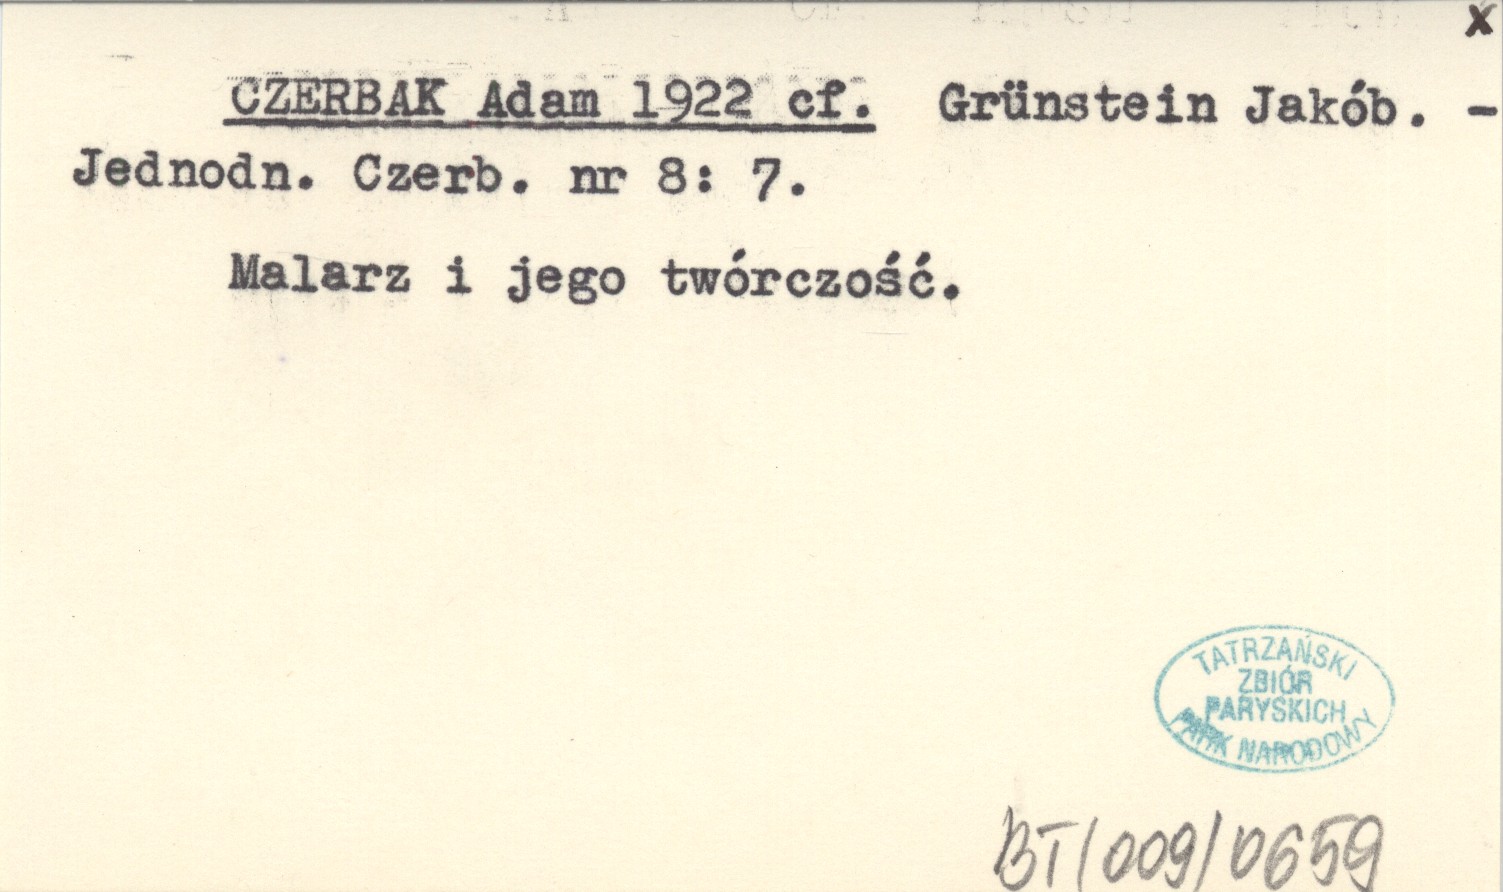 x
CZERBAK Adam 1922 cf. Grünstein Jakób. -
Jednodn. Czerb. nr 8: 7.
Malarz i jego twórczość.
TATRZAŃSKI
ZBIÓR
PARYSKICH
PARK NARODOWY
BT/009/0659